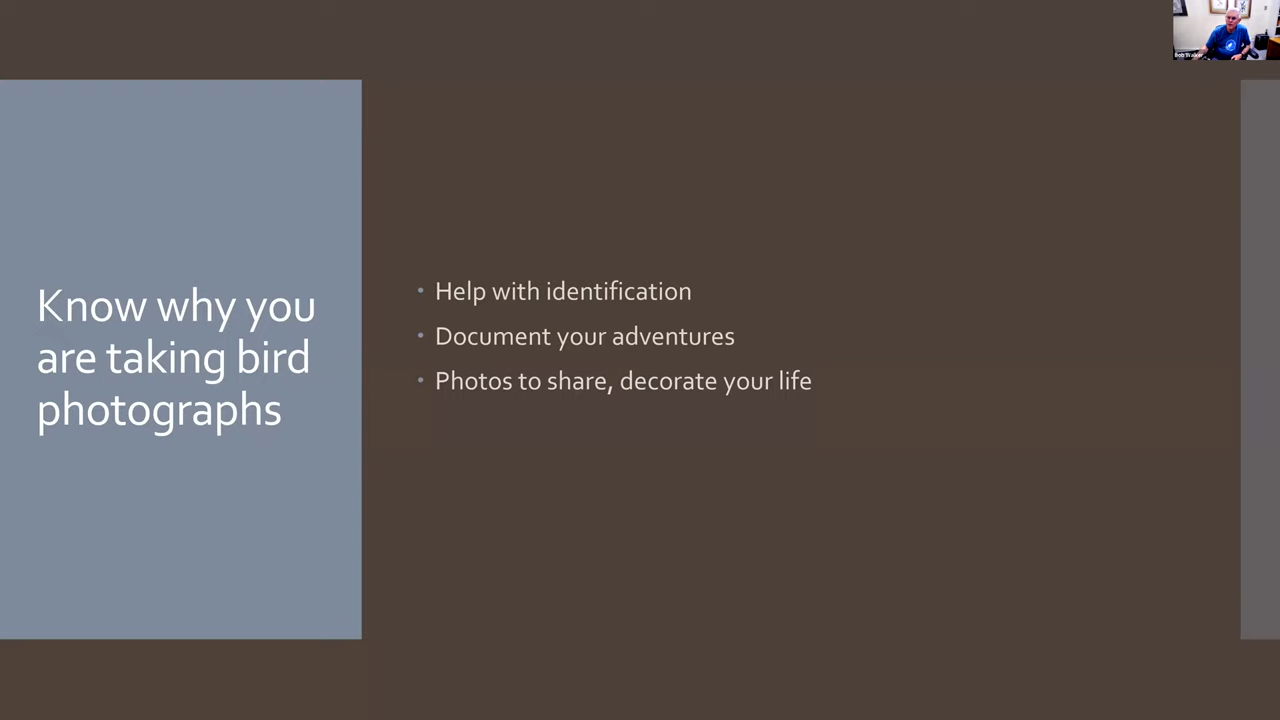 Know why you
are taking bird
photographs
• Help with identification
• Document your adventures
• Photos to share, decorate your life